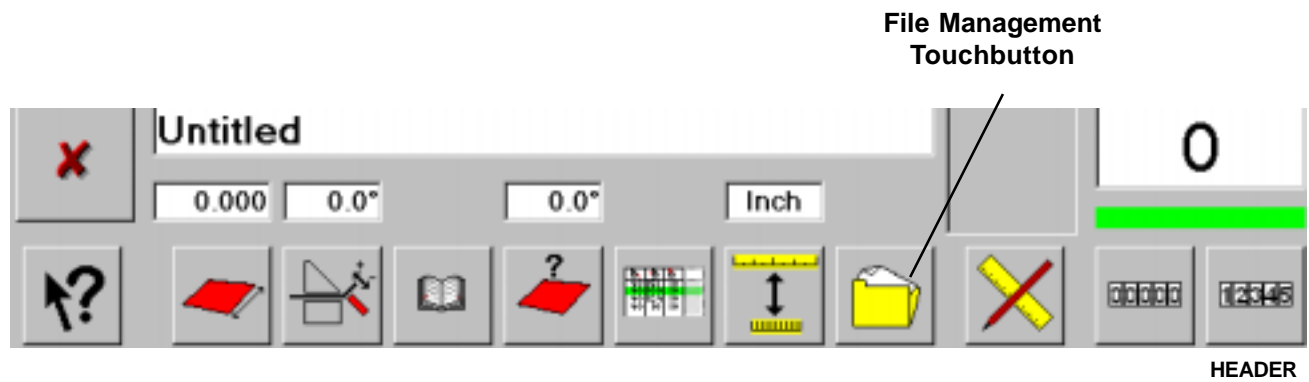 File Management
Touchbutton
Untitled
0
0.000 0.0° 0.0° Inch
? ? 00000 12345
HEADER